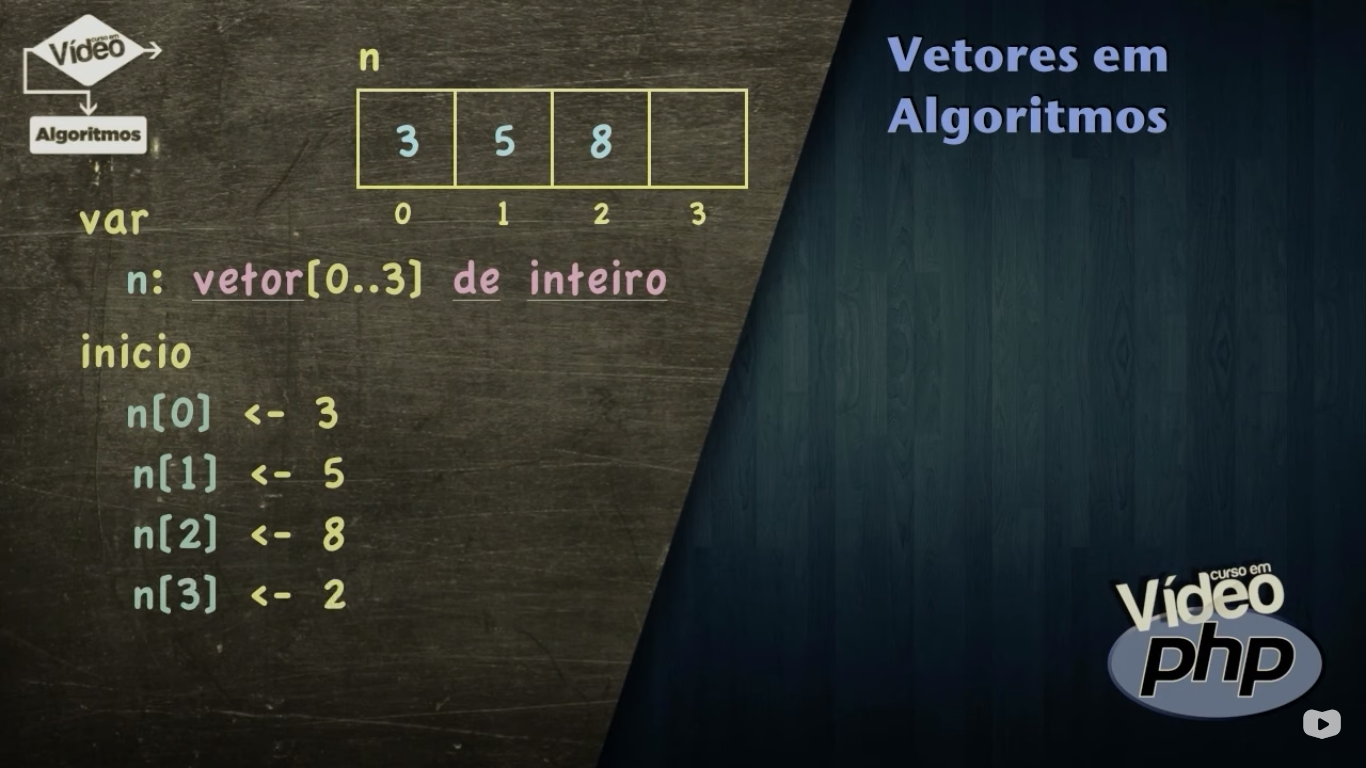 curso em
Vídeo
Algoritmos
n
3 5 8
0 1 2 3
var
n: vetor[0..3] de inteiro
inicio
n[0] <- 3
n[1] <- 5
n[2] <- 8
n[3] <- 2
Vetores em
Algoritmos
curso em
Vídeo
php